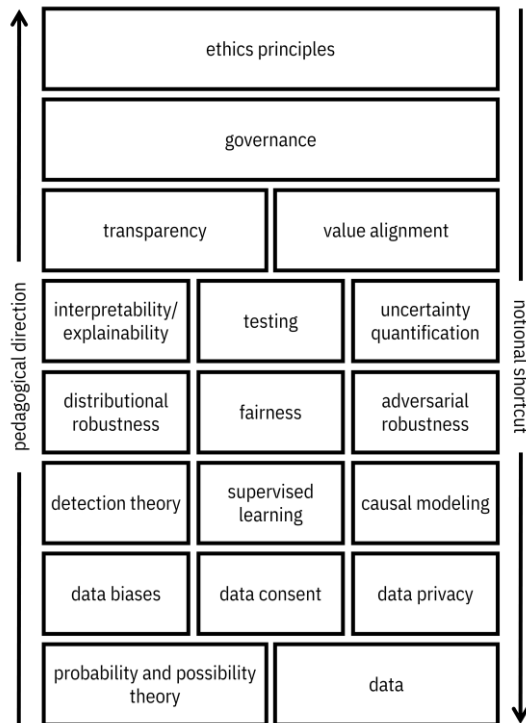 ethics principles
governance
transparency
value alignment
interpretability/
explainability
testing
uncertainty
quantification
distributional
robustness
fairness
adversarial
robustness
detection theory
supervised
learning
causal modeling
data biases
data consent
data privacy
probability and possibility
theory
data
pedagogical direction
notional shortcut